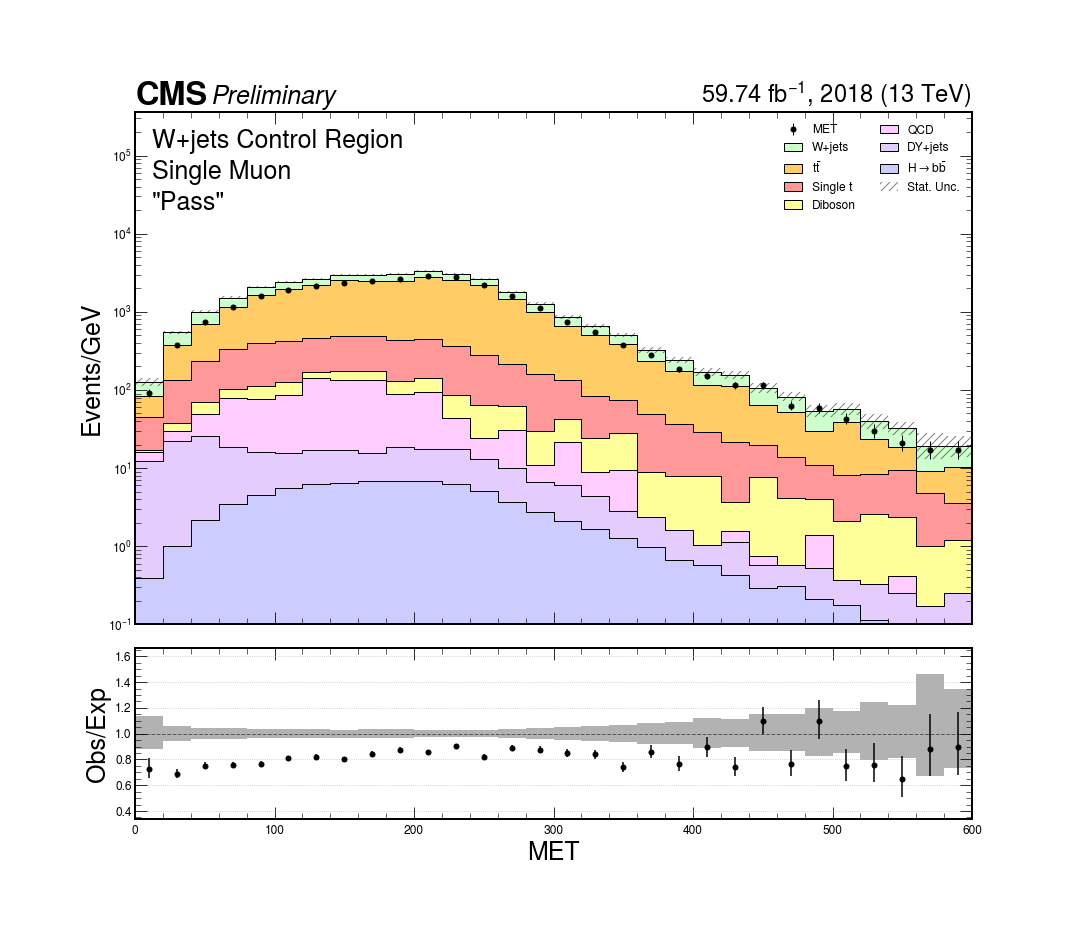 CMS Preliminary
59.74 fb⁻¹, 2018 (13 TeV)
W+jets Control Region
Single Muon
"Pass"
MET
W+jets
tt̄
Single t
Diboson
QCD
DY+jets
H→bb̄
Stat. Unc.
Events/GeV
10⁵
10⁴
10³
10²
10¹
10⁰
10⁻¹
Obs/Exp
1.6
1.4
1.2
1.0
0.8
0.6
0.4
0 100 200 300 400 500 600
MET